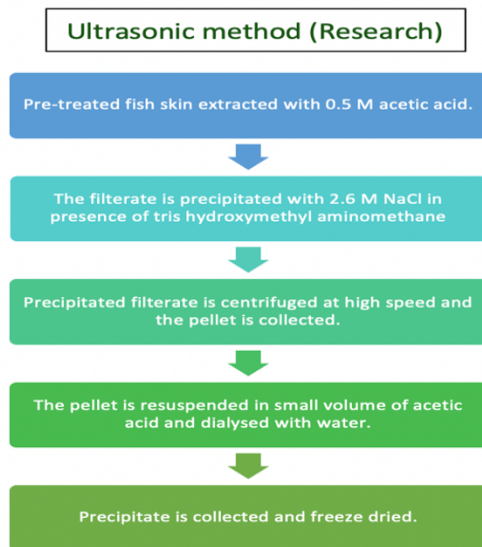 Ultrasonic method (Research)
Pre-treated fish skin extracted with 0.5 M acetic acid.
The filterate is precipitated with 2.6 M NaCl in
presence of tris hydroxymethyl aminomethane
Precipitated filterate is centrifuged at high speed and
the pellet is collected.
The pellet is resuspended in small volume of acetic
acid and dialysed with water.
Precipitate is collected and freeze dried.